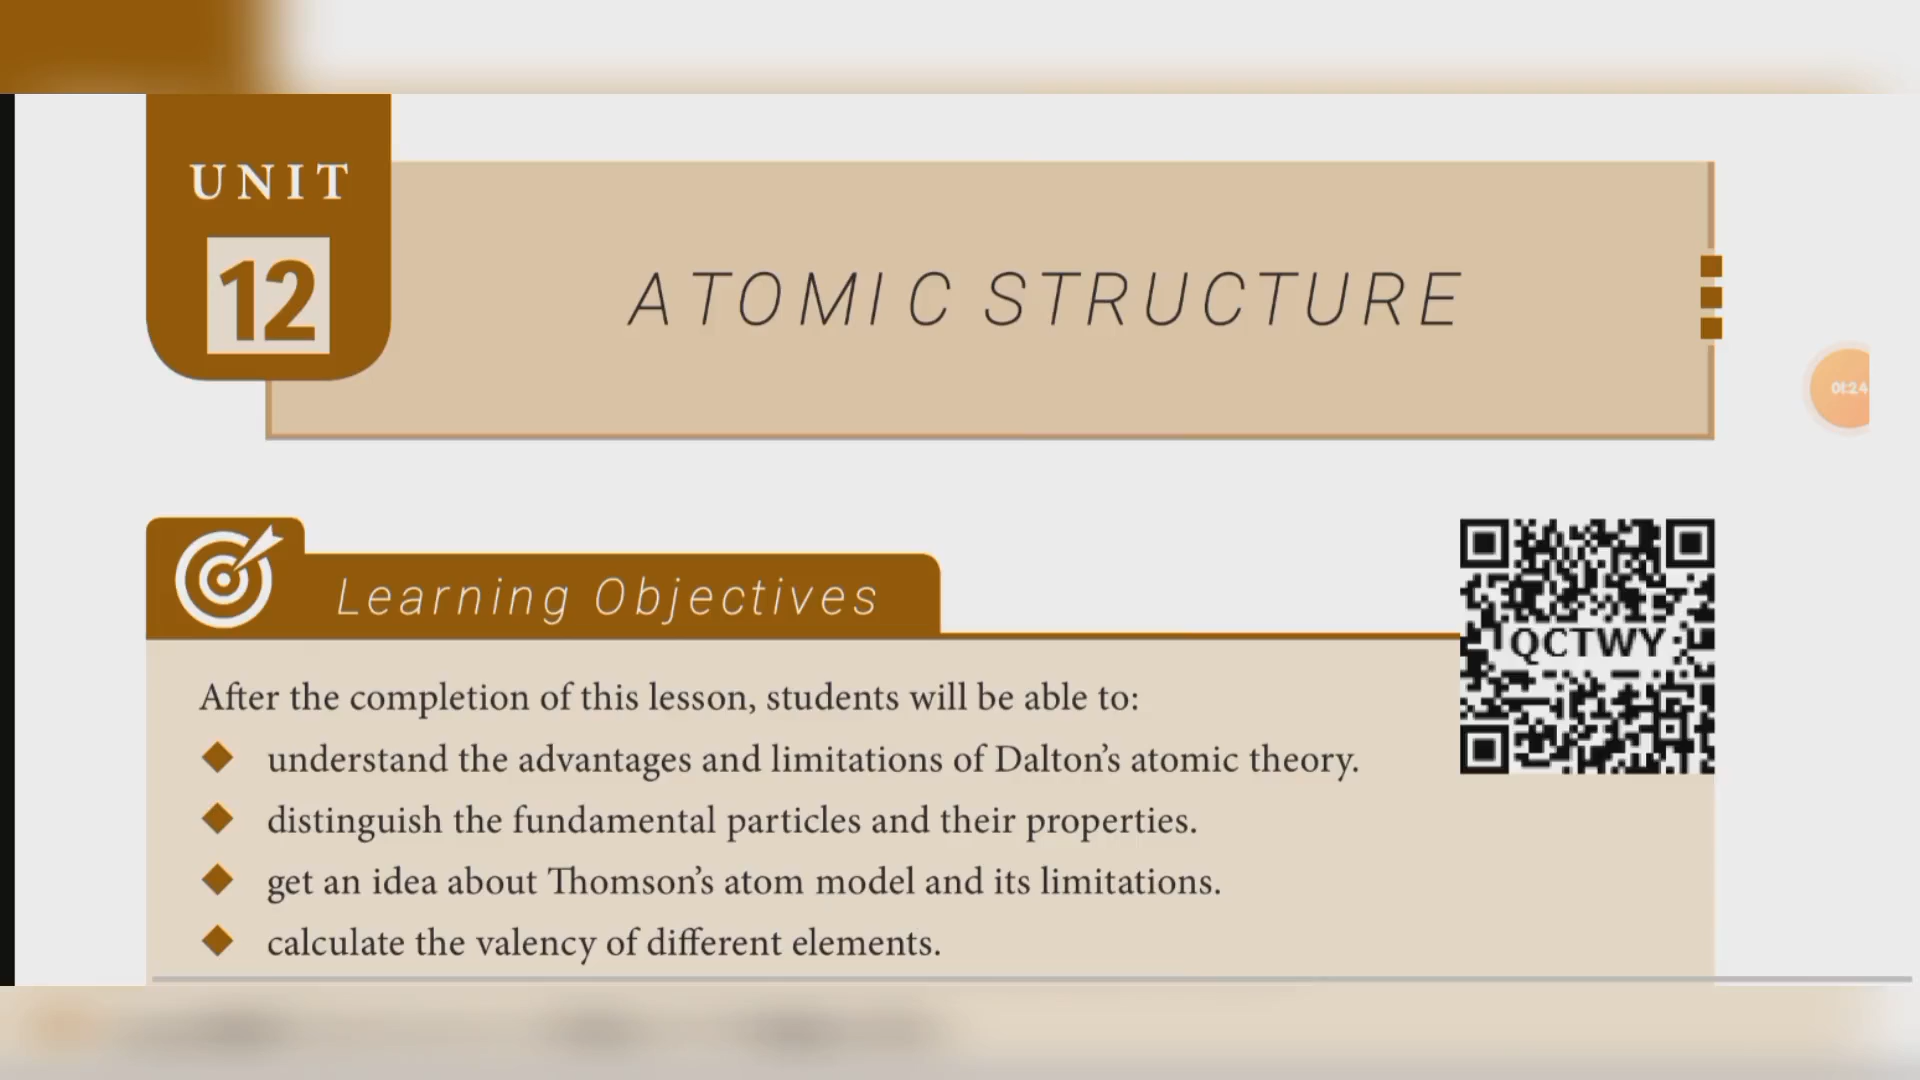 UNIT
12
ATOMIC STRUCTURE
01:24
Learning Objectives
QCTWY
After the completion of this lesson, students will be able to:
understand the advantages and limitations of Dalton's atomic theory.
distinguish the fundamental particles and their properties.
get an idea about Thomson's atom model and its limitations.
calculate the valency of different elements.